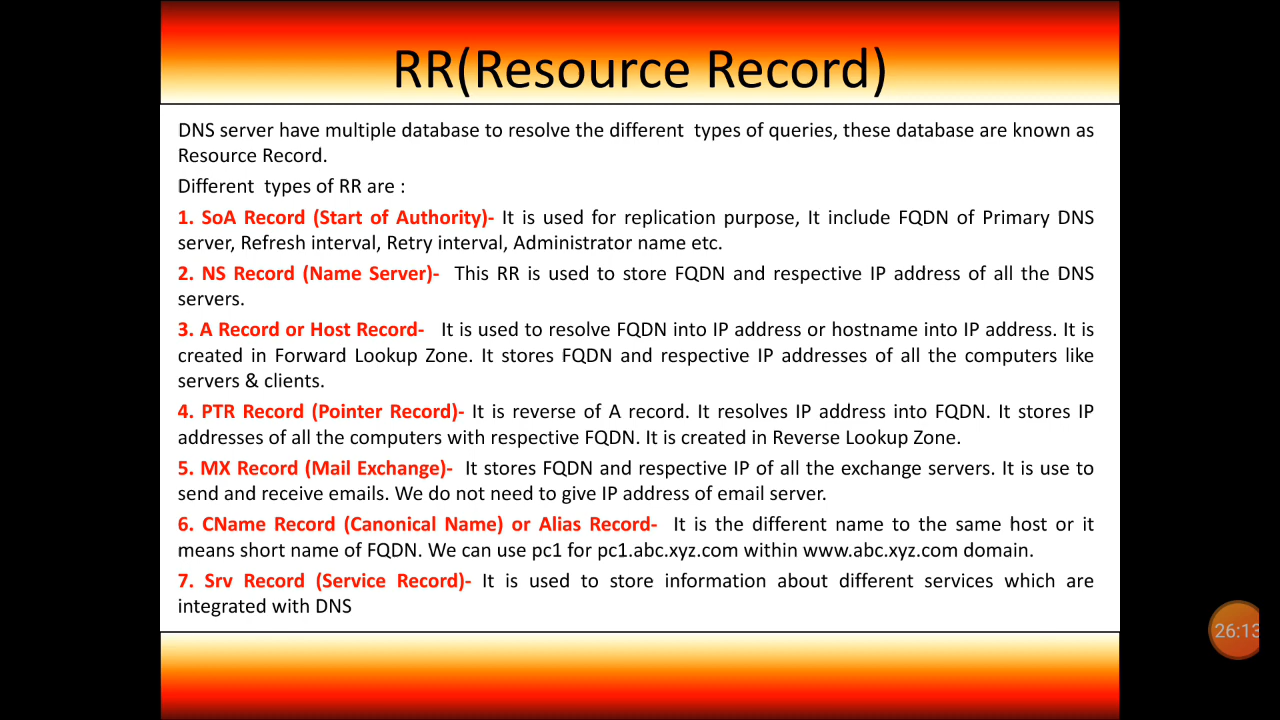 RR(Resource Record)
DNS server have multiple database to resolve the different types of queries, these database are known as
Resource Record.
Different types of RR are :
1. SoA Record (Start of Authority)- It is used for replication purpose, It include FQDN of Primary DNS
server, Refresh interval, Retry interval, Administrator name etc.
2. NS Record (Name Server)- This RR is used to store FQDN and respective IP address of all the DNS
servers.
3. A Record or Host Record- It is used to resolve FQDN into IP address or hostname into IP address. It is
created in Forward Lookup Zone. It stores FQDN and respective IP addresses of all the computers like
servers & clients.
4. PTR Record (Pointer Record)- It is reverse of A record. It resolves IP address into FQDN. It stores IP
addresses of all the computers with respective FQDN. It is created in Reverse Lookup Zone.
5. MX Record (Mail Exchange)- It stores FQDN and respective IP of all the exchange servers. It is use to
send and receive emails. We do not need to give IP address of email server.
6. CName Record (Canonical Name) or Alias Record- It is the different name to the same host or it
means short name of FQDN. We can use pc1 for pc1.abc.xyz.com within www.abc.xyz.com domain.
7. Srv Record (Service Record)- It is used to store information about different services which are
integrated with DNS
26:13